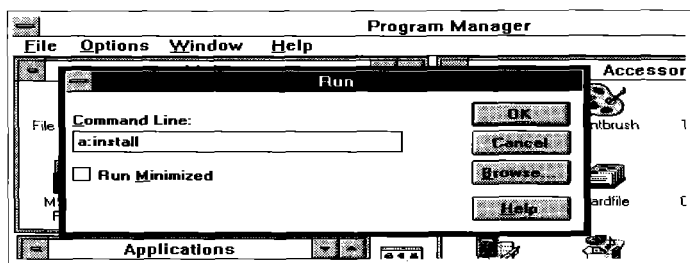 Program Manager
File Options Window Help
Accessor
Run
Command Line:
a:install
Run Minimized
OK
Cancel
Browse...
Help
File
ntbrush
ardfile
M
F
Applications